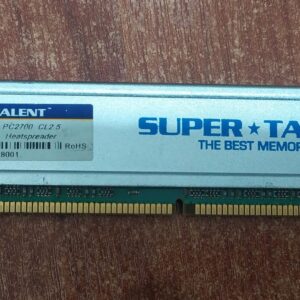 ALENT
PC2700 CL2.5
Heatspreader
RoHS
8001
SUPER★TA
THE BEST MEMOR